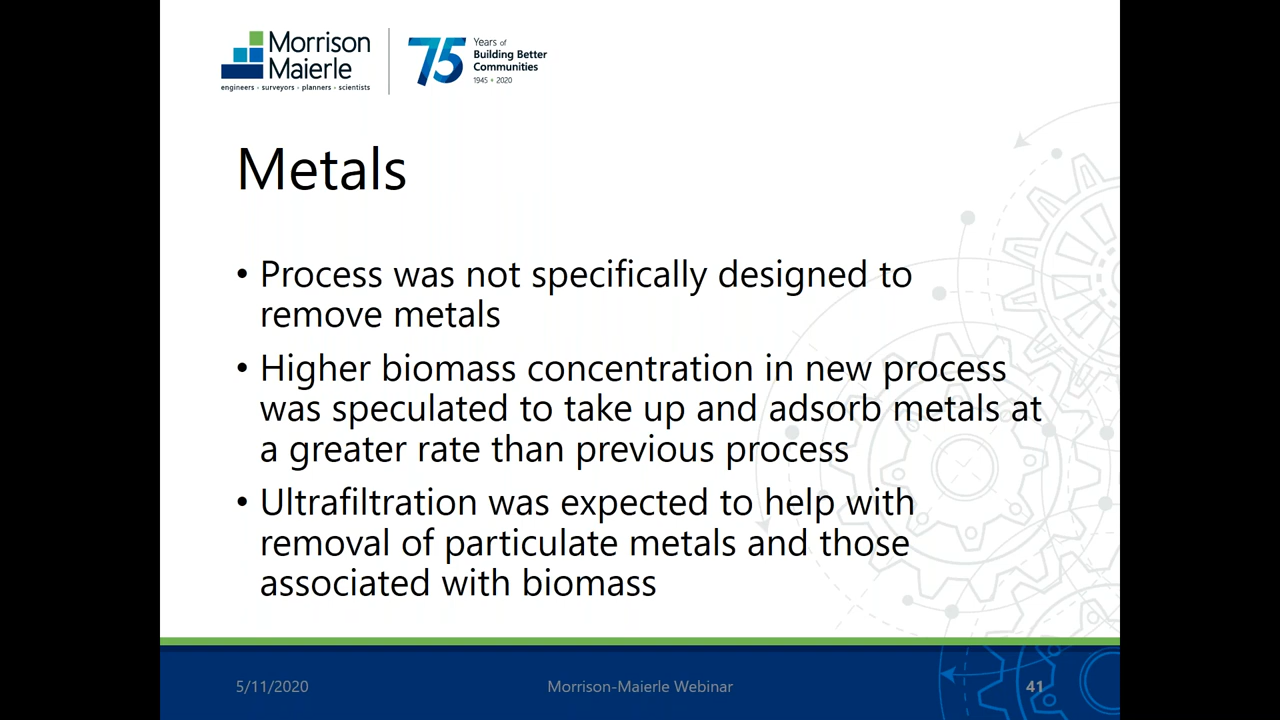 Morrison
Maierle
engineers • surveyors • planners • scientists
75
Years of
Building Better
Communities
1945 • 2020
Metals
• Process was not specifically designed to
remove metals
• Higher biomass concentration in new process
was speculated to take up and adsorb metals at
a greater rate than previous process
• Ultrafiltration was expected to help with
removal of particulate metals and those
associated with biomass
5/11/2020
Morrison-Maierle Webinar
41